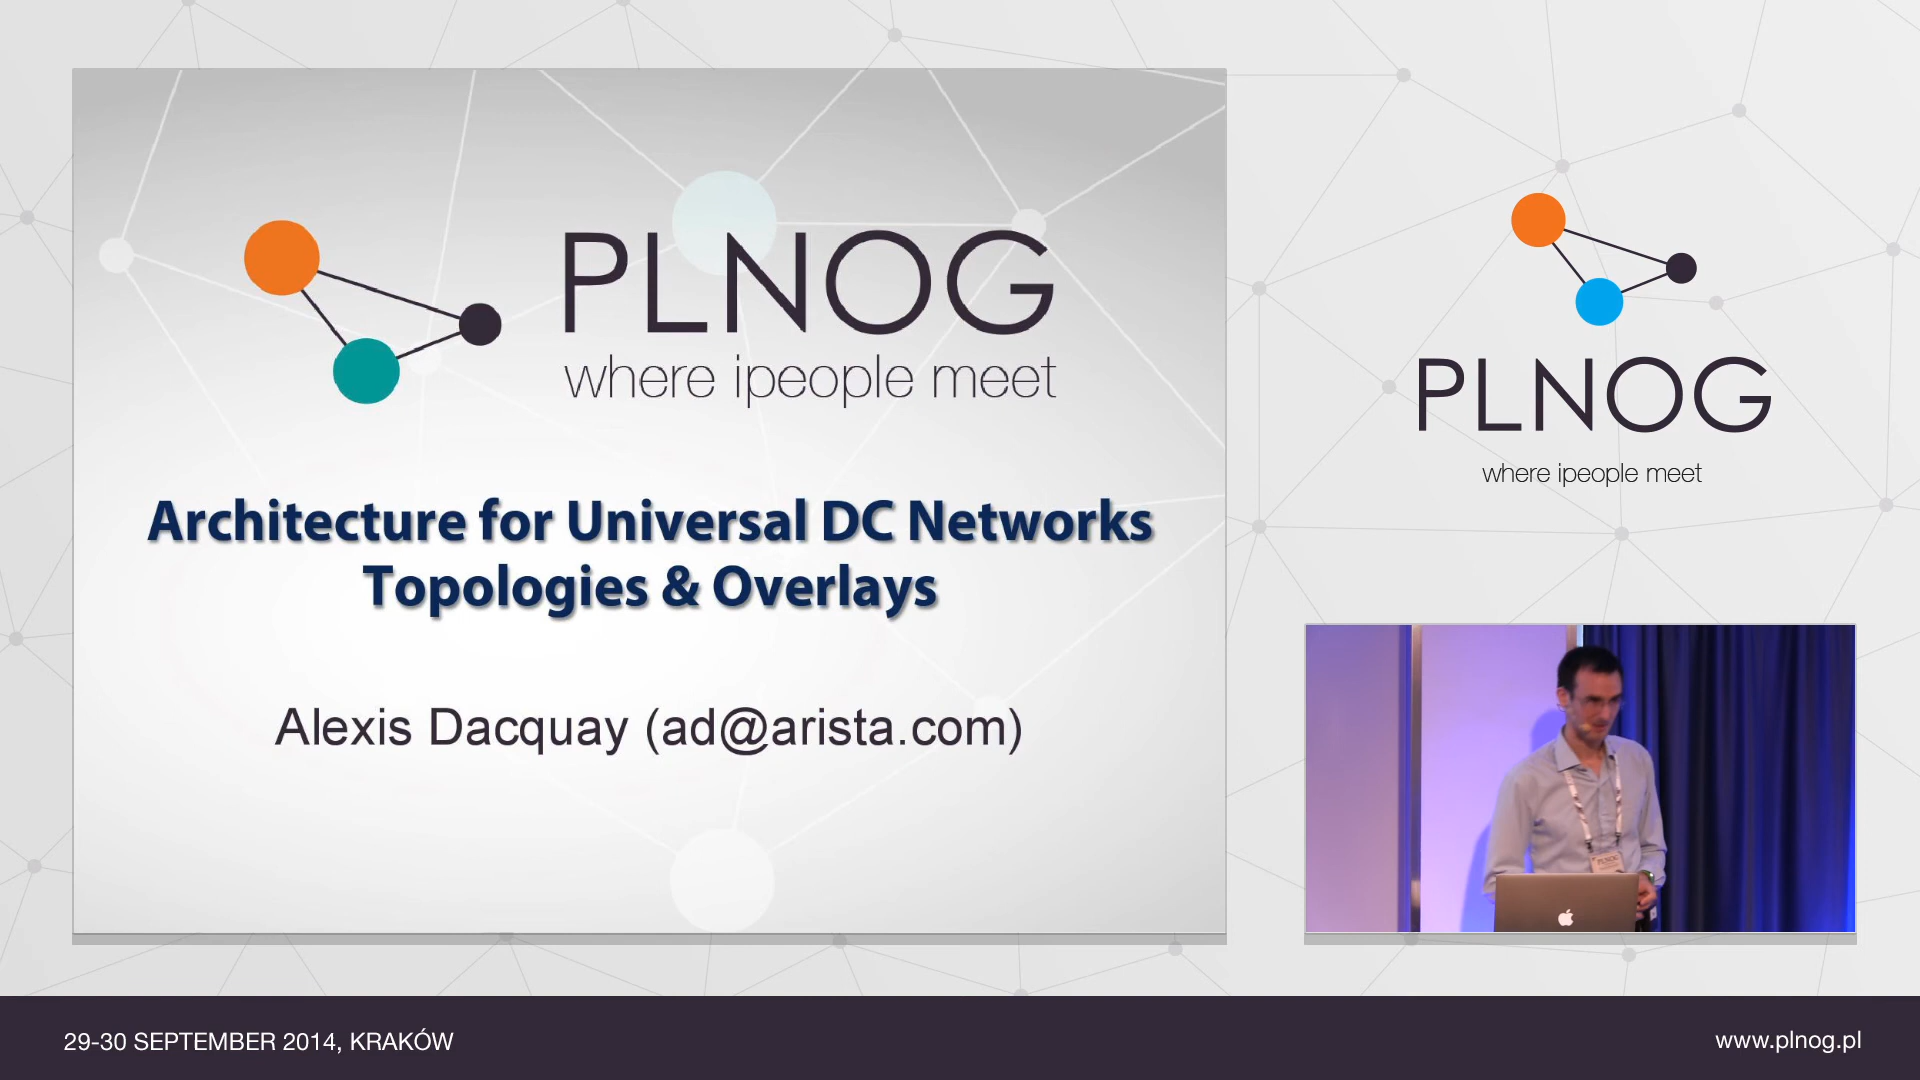 PLNOG
where ipeople meet
Architecture for Universal DC Networks
Topologies & Overlays
Alexis Dacquay (ad@arista.com)
PLNOG
where ipeople meet
PLNOG
29-30 SEPTEMBER 2014, KRAKÓW
www.plnog.pl